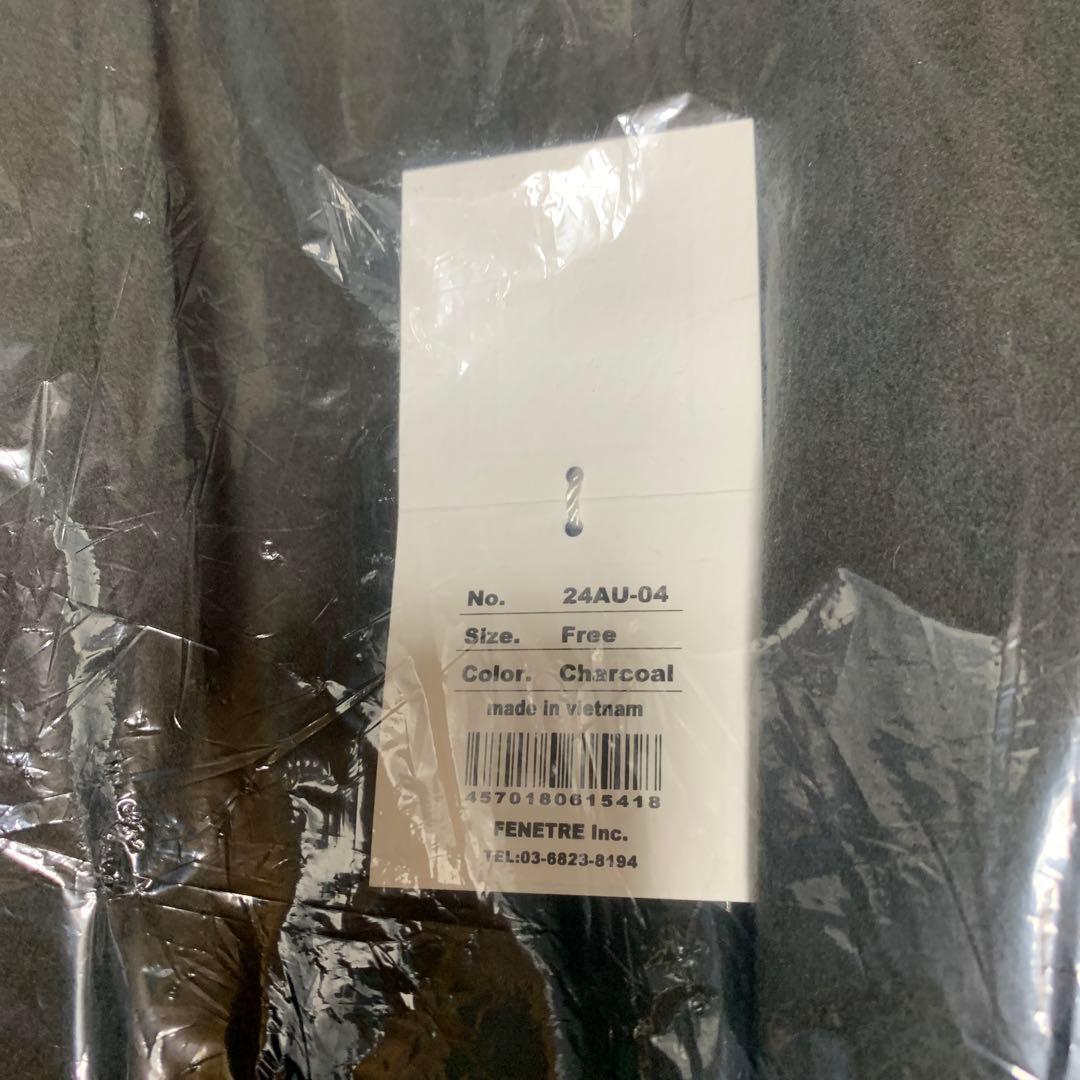 No. 24AU-04
Size. Free
Color. Charcoal
made in vietnam
4570180615418
FENETRE Inc.
TEL:03-6823-8194